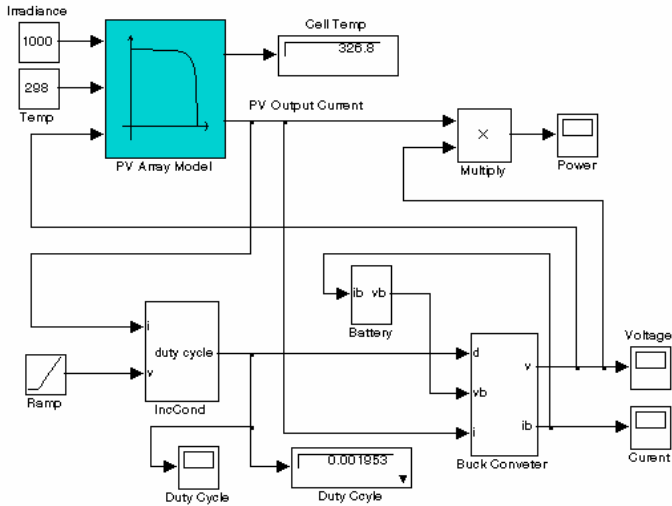 Irradiance
1000
298
Temp
PV Array Model
Cell Temp
326.8
PV Output Current
×
Multiply
Power
i
v
duty cycle
IncCond
Ramp
ib vb
Battery
d
vb
i
v
ib
Buck Conveter
Voltage
Curent
Duty Cycle
0.001953
Duty Ccyle